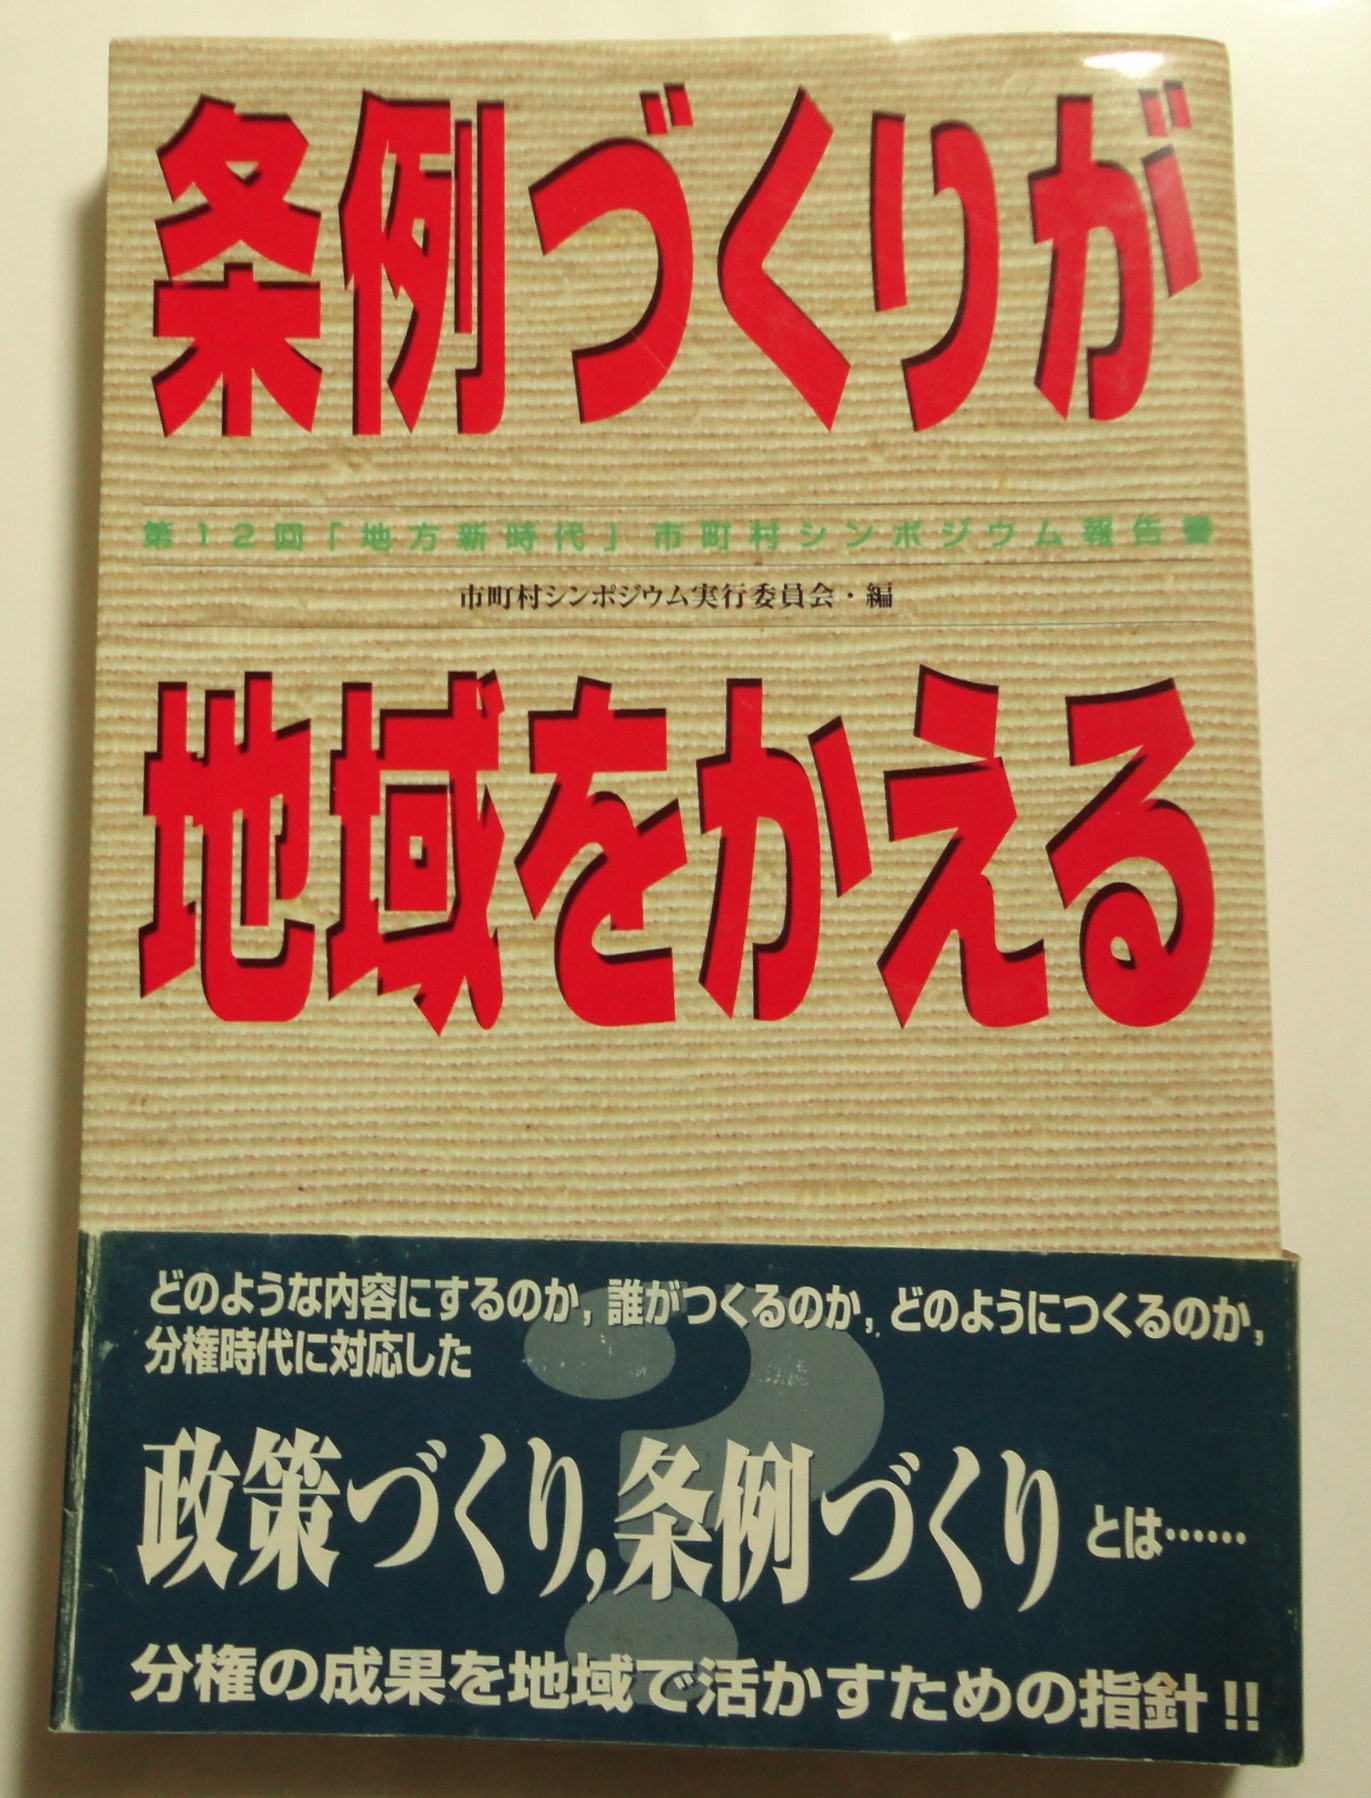 条例づくりが
第12回「地方新時代」市町村シンポジウム報告書
市町村シンポジウム実行委員会・編
地域をかえる
どのような内容にするのか,誰がつくるのか,どのようにつくるのか,
分権時代に対応した
政策づくり,条例づくりとは……
分権の成果を地域で活かすための指針!!